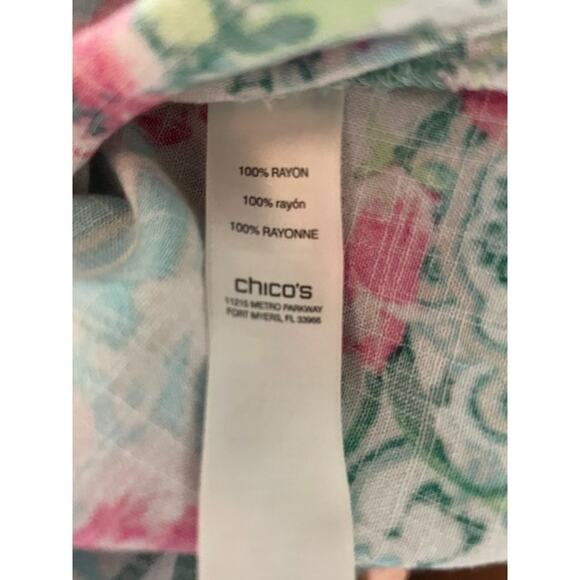 100% RAYON
100% rayón
100% RAYONNE
chico's
11215 METRO PARKWAY
FORT MYERS, FL 33966